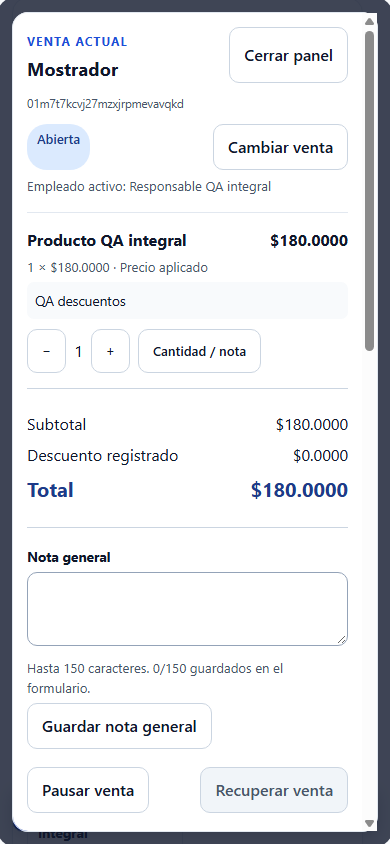 VENTA ACTUAL
Mostrador
Cerrar panel
01m7t7kcvj27mzxjrpmevavqkd
Abierta
Cambiar venta
Empleado activo: Responsable QA integral
Producto QA integral $180.0000
1 × $180.0000 · Precio aplicado
QA descuentos
− 1 + Cantidad / nota
Subtotal $180.0000
Descuento registrado $0.0000
Total $180.0000
Nota general
Hasta 150 caracteres. 0/150 guardados en el
formulario.
Guardar nota general
Pausar venta Recuperar venta
integral